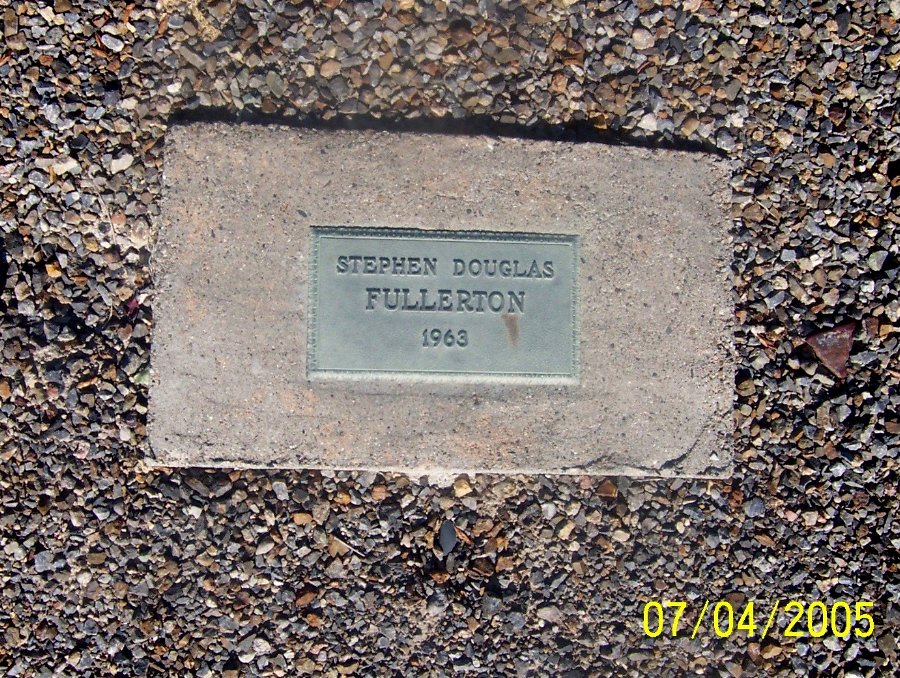 STEPHEN DOUGLAS
FULLERTON
1963
07/04/2005